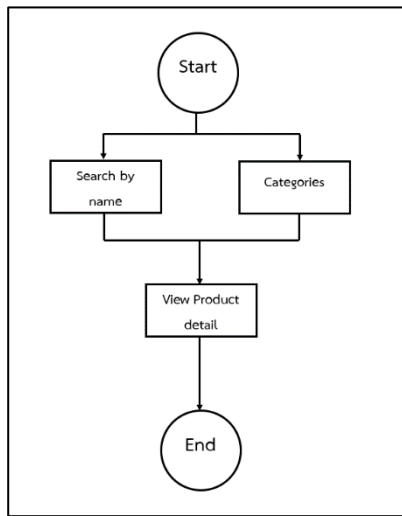 Start
Search by
name
Categories
View Product
detail
End